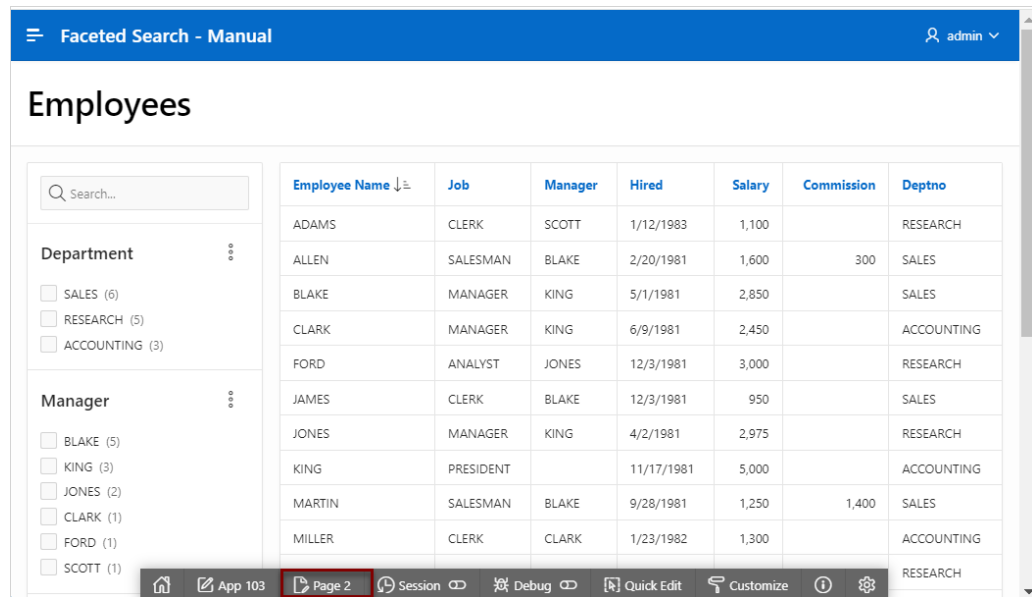 Faceted Search - Manual
admin
Employees
Search...
Department
SALES (6)
RESEARCH (5)
ACCOUNTING (3)
Manager
BLAKE (5)
KING (3)
JONES (2)
CLARK (1)
FORD (1)
SCOTT (1)
Employee Name Job Manager Hired Salary Commission Deptno
ADAMS CLERK SCOTT 1/12/1983 1,100 RESEARCH
ALLEN SALESMAN BLAKE 2/20/1981 1,600 300 SALES
BLAKE MANAGER KING 5/1/1981 2,850 SALES
CLARK MANAGER KING 6/9/1981 2,450 ACCOUNTING
FORD ANALYST JONES 12/3/1981 3,000 RESEARCH
JAMES CLERK BLAKE 12/3/1981 950 SALES
JONES MANAGER KING 4/2/1981 2,975 RESEARCH
KING PRESIDENT 11/17/1981 5,000 ACCOUNTING
MARTIN SALESMAN BLAKE 9/28/1981 1,250 1,400 SALES
MILLER CLERK CLARK 1/23/1982 1,300 ACCOUNTING
RESEARCH
App 103 Page 2 Session Debug Quick Edit Customize